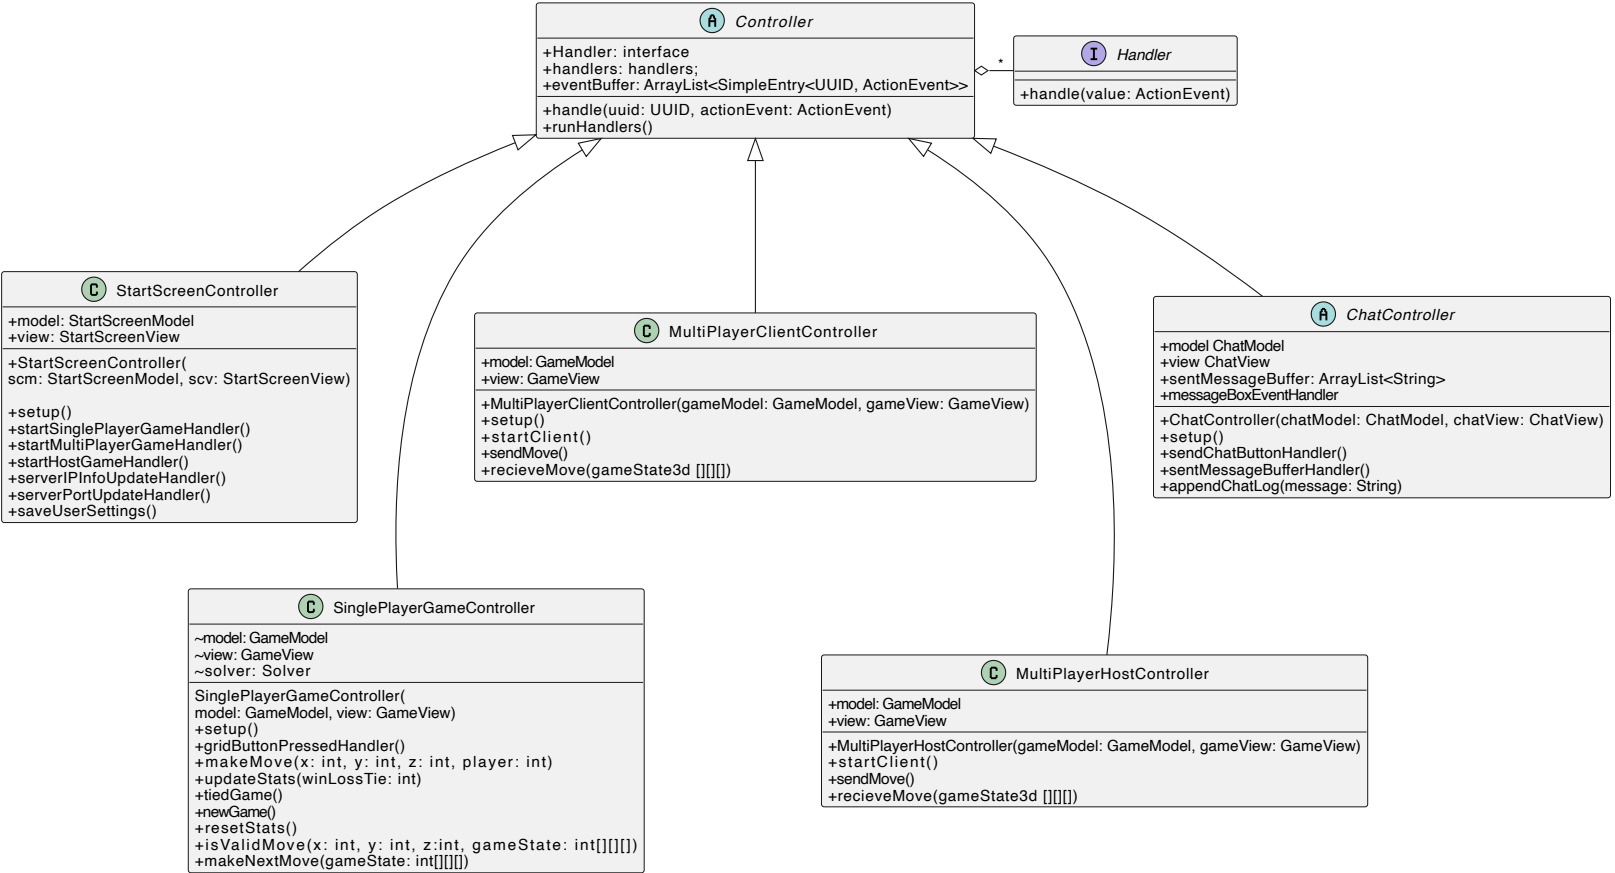 A Controller
+Handler: interface
+handlers: handlers;
+eventBuffer: ArrayList<SimpleEntry<UUID, ActionEvent>>
+handle(uuid: UUID, actionEvent: ActionEvent)
+runHandlers()
*
I Handler
+handle(value: ActionEvent)
C StartScreenController
+model: StartScreenModel
+view: StartScreenView
+StartScreenController(
scm: StartScreenModel, scv: StartScreenView)
+setup()
+startSinglePlayerGameHandler()
+startMultiPlayerGameHandler()
+startHostGameHandler()
+serverIPInfoUpdateHandler()
+serverPortUpdateHandler()
+saveUserSettings()
C MultiPlayerClientController
+model: GameModel
+view: GameView
+MultiPlayerClientController(gameModel: GameModel, gameView: GameView)
+setup()
+startClient()
+sendMove()
+recieveMove(gameState3d [][][])
A ChatController
+model ChatModel
+view ChatView
+sentMessageBuffer: ArrayList<String>
+messageBoxEventHandler
+ChatController(chatModel: ChatModel, chatView: ChatView)
+setup()
+sendChatButtonHandler()
+sentMessageBufferHandler()
+appendChatLog(message: String)
C SinglePlayerGameController
~model: GameModel
~view: GameView
~solver: Solver
SinglePlayerGameController(
model: GameModel, view: GameView)
+setup()
+gridButtonPressedHandler()
+makeMove(x: int, y: int, z: int, player: int)
+updateStats(winLossTie: int)
+tiedGame()
+newGame()
+resetStats()
+isValidMove(x: int, y: int, z:int, gameState: int[][][])
+makeNextMove(gameState: int[][][])
C MultiPlayerHostController
+model: GameModel
+view: GameView
+MultiPlayerHostController(gameModel: GameModel, gameView: GameView)
+startClient()
+sendMove()
+recieveMove(gameState3d [][][])